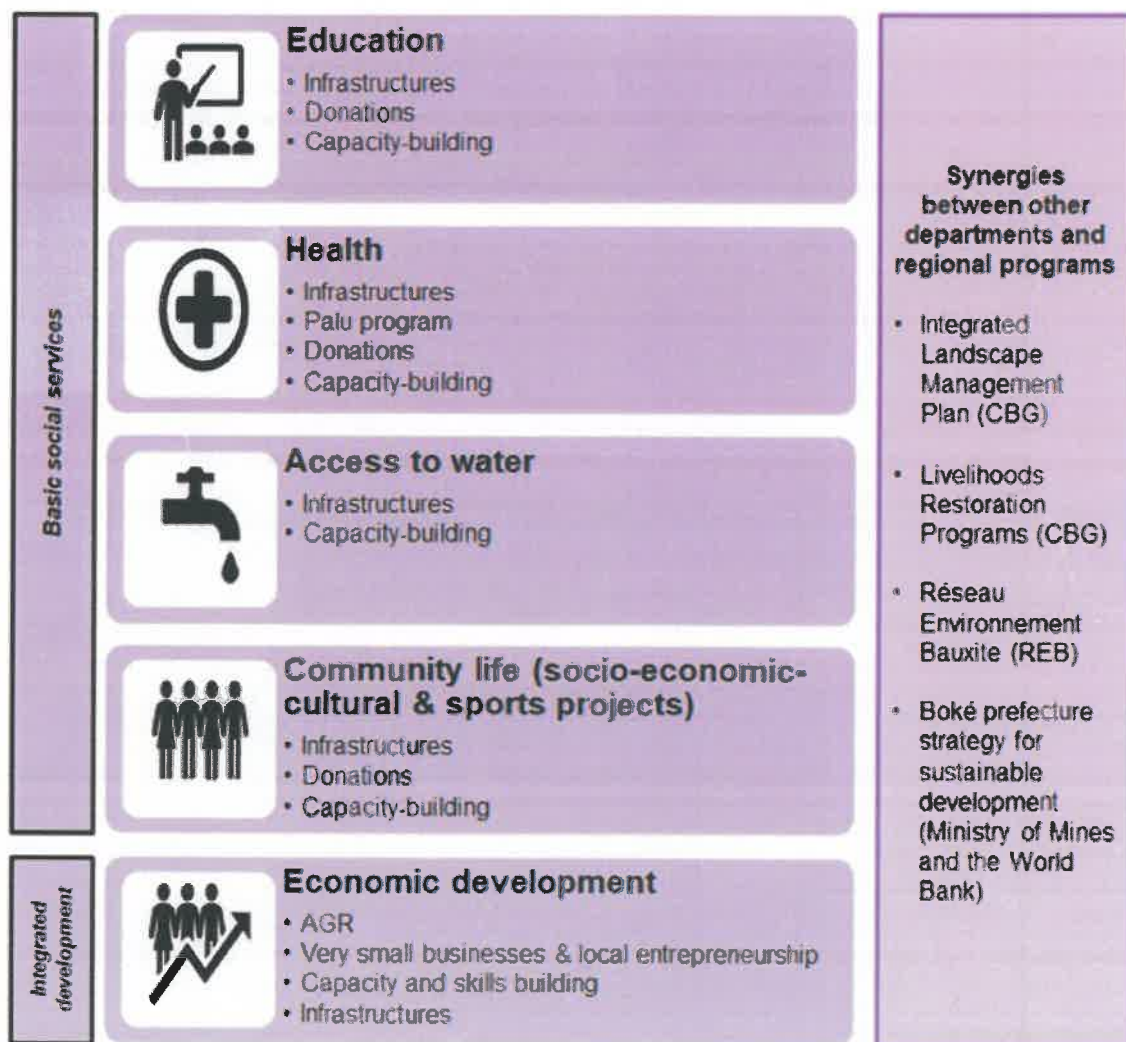 Basic social services
Education
• Infrastructures
• Donations
• Capacity-building
Health
• Infrastructures
• Palu program
• Donations
• Capacity-building
Access to water
• Infrastructures
• Capacity-building
Community life (socio-economic-
cultural & sports projects)
• Infrastructures
• Donations
• Capacity-building
Integrated
development
Economic development
• AGR
• Very small businesses & local entrepreneurship
• Capacity and skills building
• Infrastructures
Synergies
between other
departments and
regional programs
• Integrated
Landscape
Management
Plan (CBG)
• Livelihoods
Restoration
Programs (CBG)
• Réseau
Environnement
Bauxite (REB)
• Boké prefecture
strategy for
sustainable
development
(Ministry of Mines
and the World
Bank)